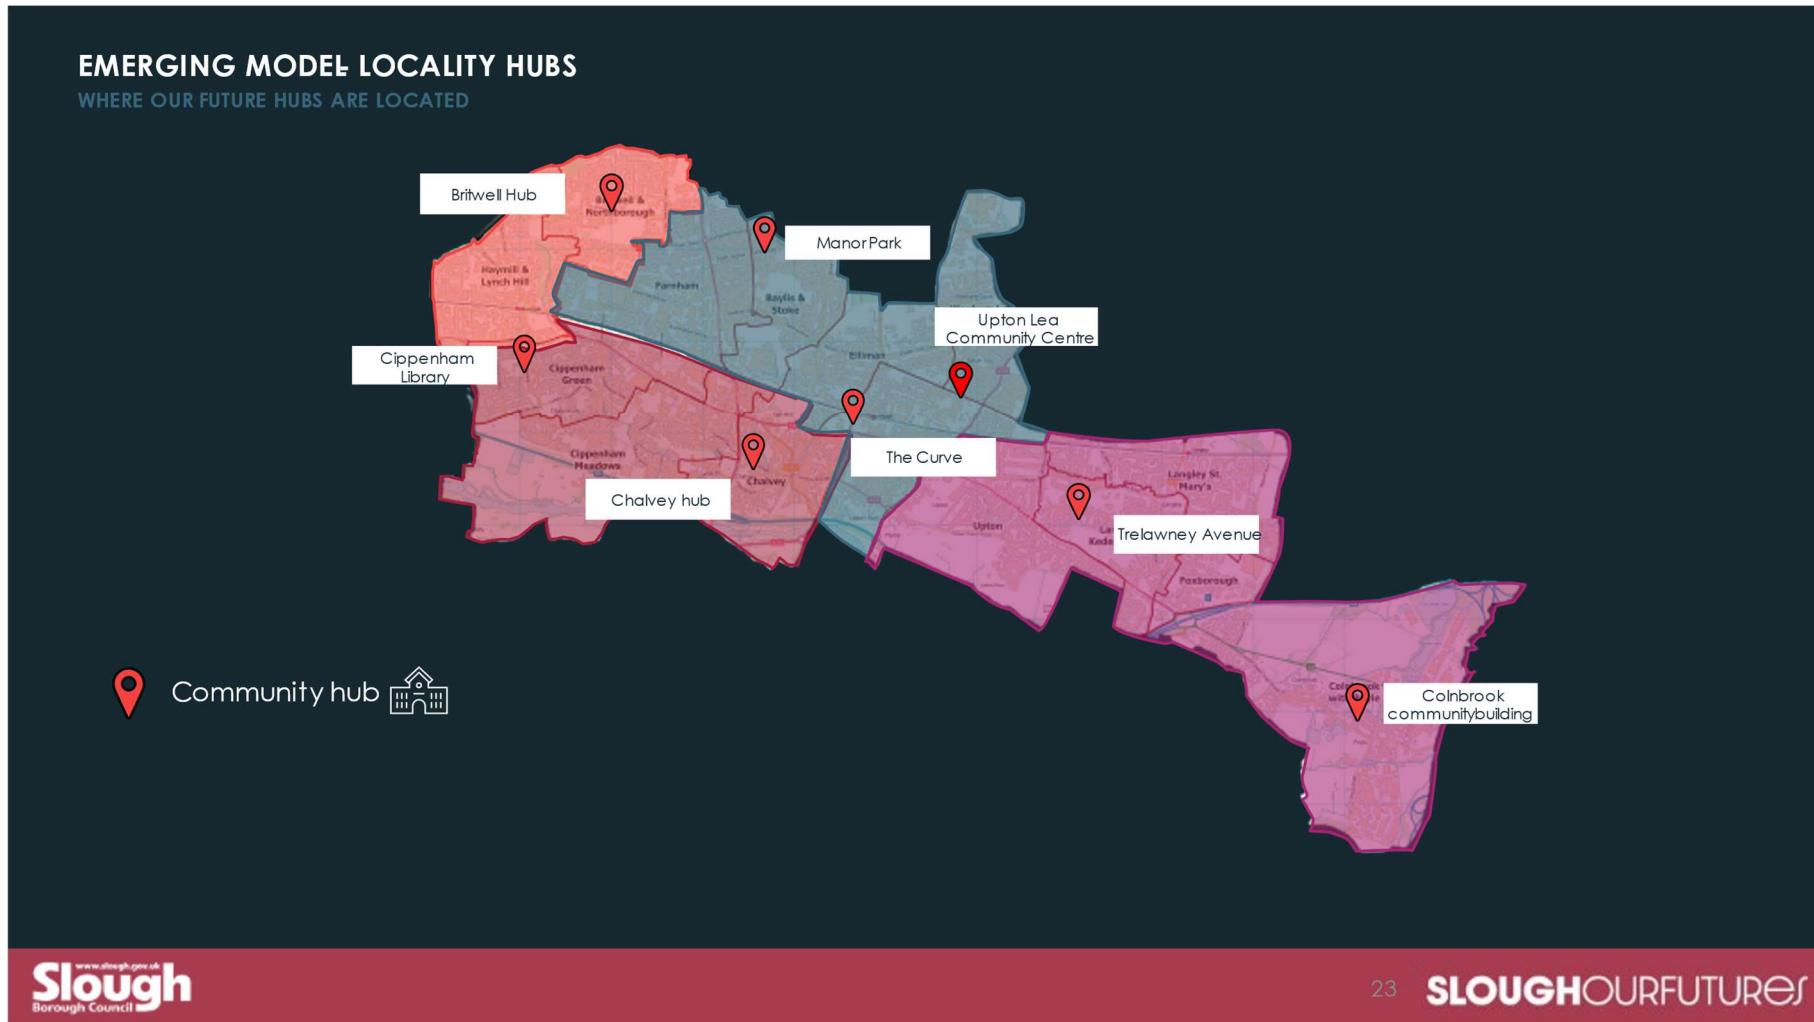 EMERGING MODEL- LOCALITY HUBS
WHERE OUR FUTURE HUBS ARE LOCATED
Britwell Hub
Northborough
Manor Park
Haymill &
Lynch Hill
Farnham
Baylis &
Stoke
Upton Lea
Community Centre
Elliman
Cippenham
Library
Cippenham
Green
The Curve
Cippenham
Meadows
Chalvey
Chalvey hub
Langley St.
Mary's
Upton
Trelawney Avenue
Foxborough
Community hub
Colnbrook
communitybuilding
www.slough.gov.uk
Slough
Borough Council
23
SLOUGHOURFUTURes